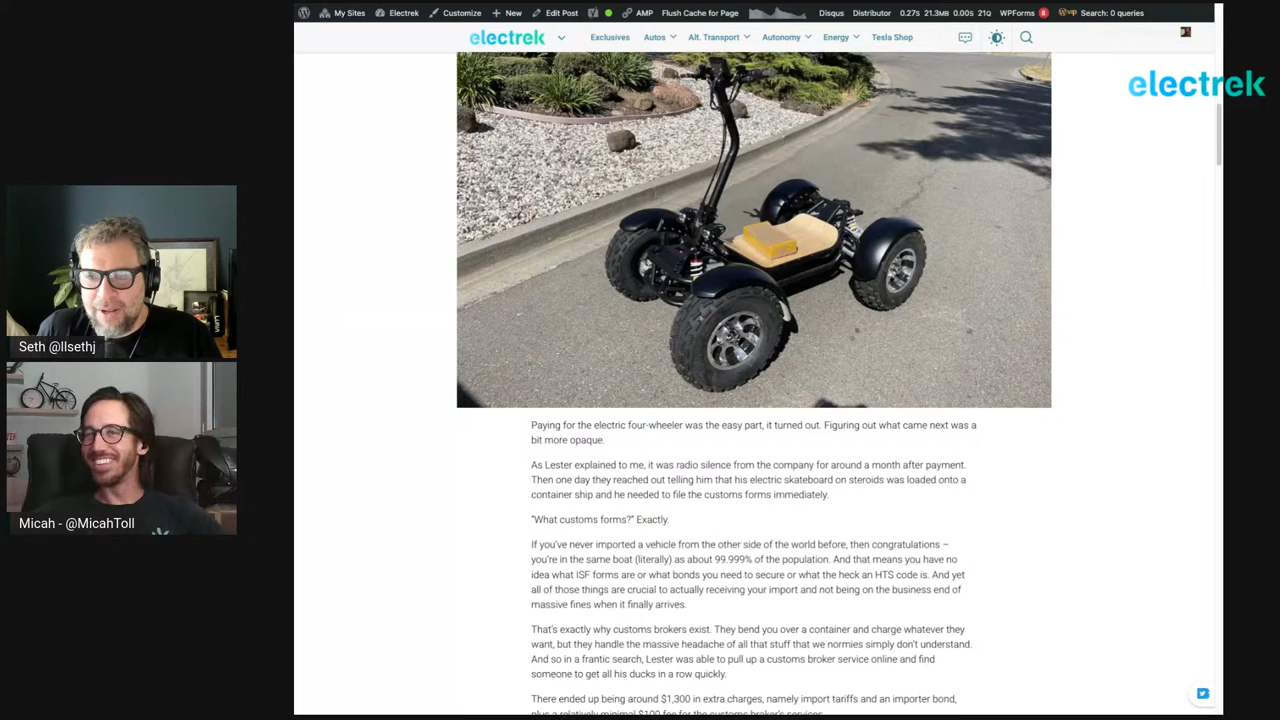 My Sites
Electrek
Customize
New
Edit Post
AMP
Flush Cache for Page
Disqus
Distributor
0.27s 21.3MB 0.00s 21Q
WPForms
6
vip
Search: 0 queries
electrek
Exclusives
Autos
Alt. Transport
Autonomy
Energy
Tesla Shop
electrek
Seth @llsethj
Micah - @MicahToll
Paying for the electric four-wheeler was the easy part, it turned out. Figuring out what came next was a
bit more opaque.
As Lester explained to me, it was radio silence from the company for around a month after payment.
Then one day they reached out telling him that his electric skateboard on steroids was loaded onto a
container ship and he needed to file the customs forms immediately.
“What customs forms?” Exactly.
If you’ve never imported a vehicle from the other side of the world before, then congratulations –
you’re in the same boat (literally) as about 99.999% of the population. And that means you have no
idea what ISF forms are or what bonds you need to secure or what the heck an HTS code is. And yet
all of those things are crucial to actually receiving your import and not being on the business end of
massive fines when it finally arrives.
That’s exactly why customs brokers exist. They bend you over a container and charge whatever they
want, but they handle the massive headache of all that stuff that we normies simply don’t understand.
And so in a frantic search, Lester was able to pull up a customs broker service online and find
someone to get all his ducks in a row quickly.
There ended up being around $1,300 in extra charges, namely import tariffs and an importer bond,
plus a relatively minimal $100 fee for the customs broker’s services.